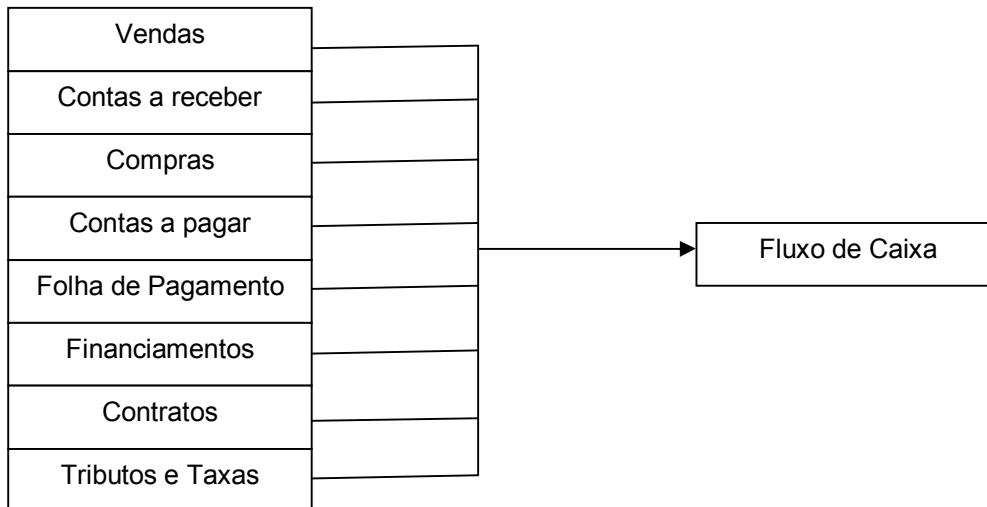 Vendas
Contas a receber
Compras
Contas a pagar
Folha de Pagamento
Financiamentos
Contratos
Tributos e Taxas
Fluxo de Caixa